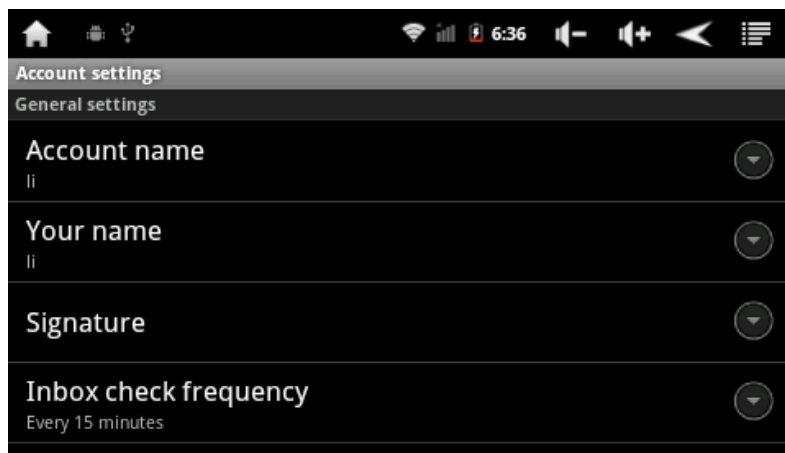 6:36
Account settings
General settings
Account name
li
Your name
li
Signature
Inbox check frequency
Every 15 minutes